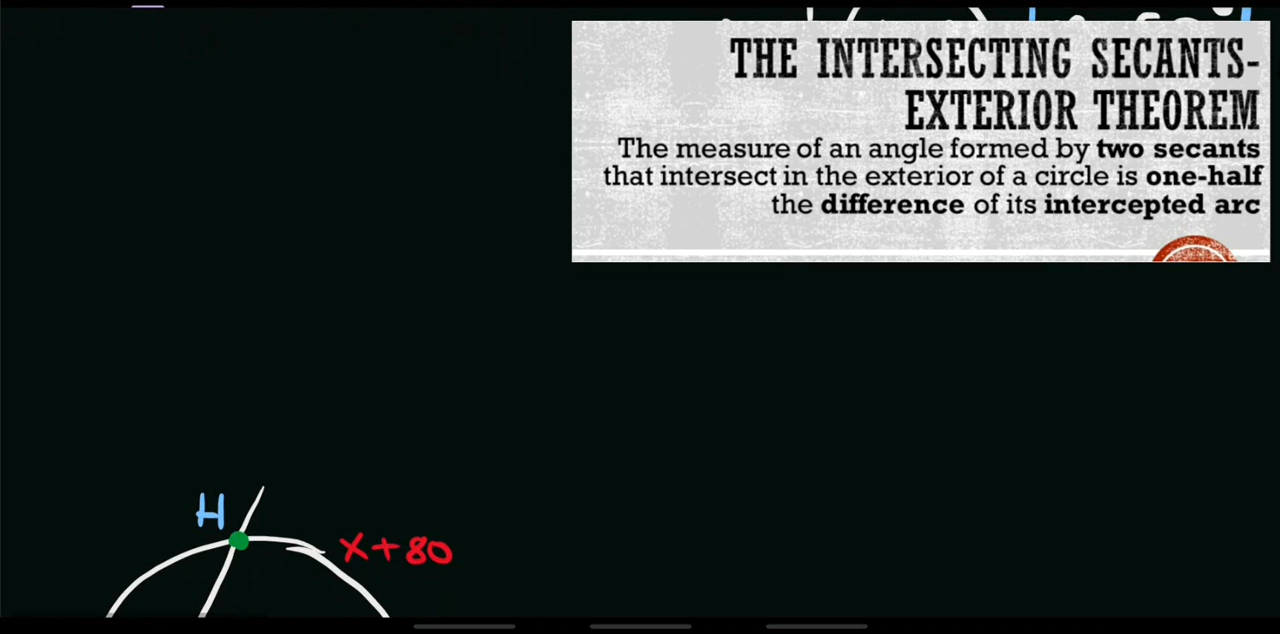 THE INTERSECTING SECANTS-
EXTERIOR THEOREM
The measure of an angle formed by two secants
that intersect in the exterior of a circle is one-half
the difference of its intercepted arc
H
X+80